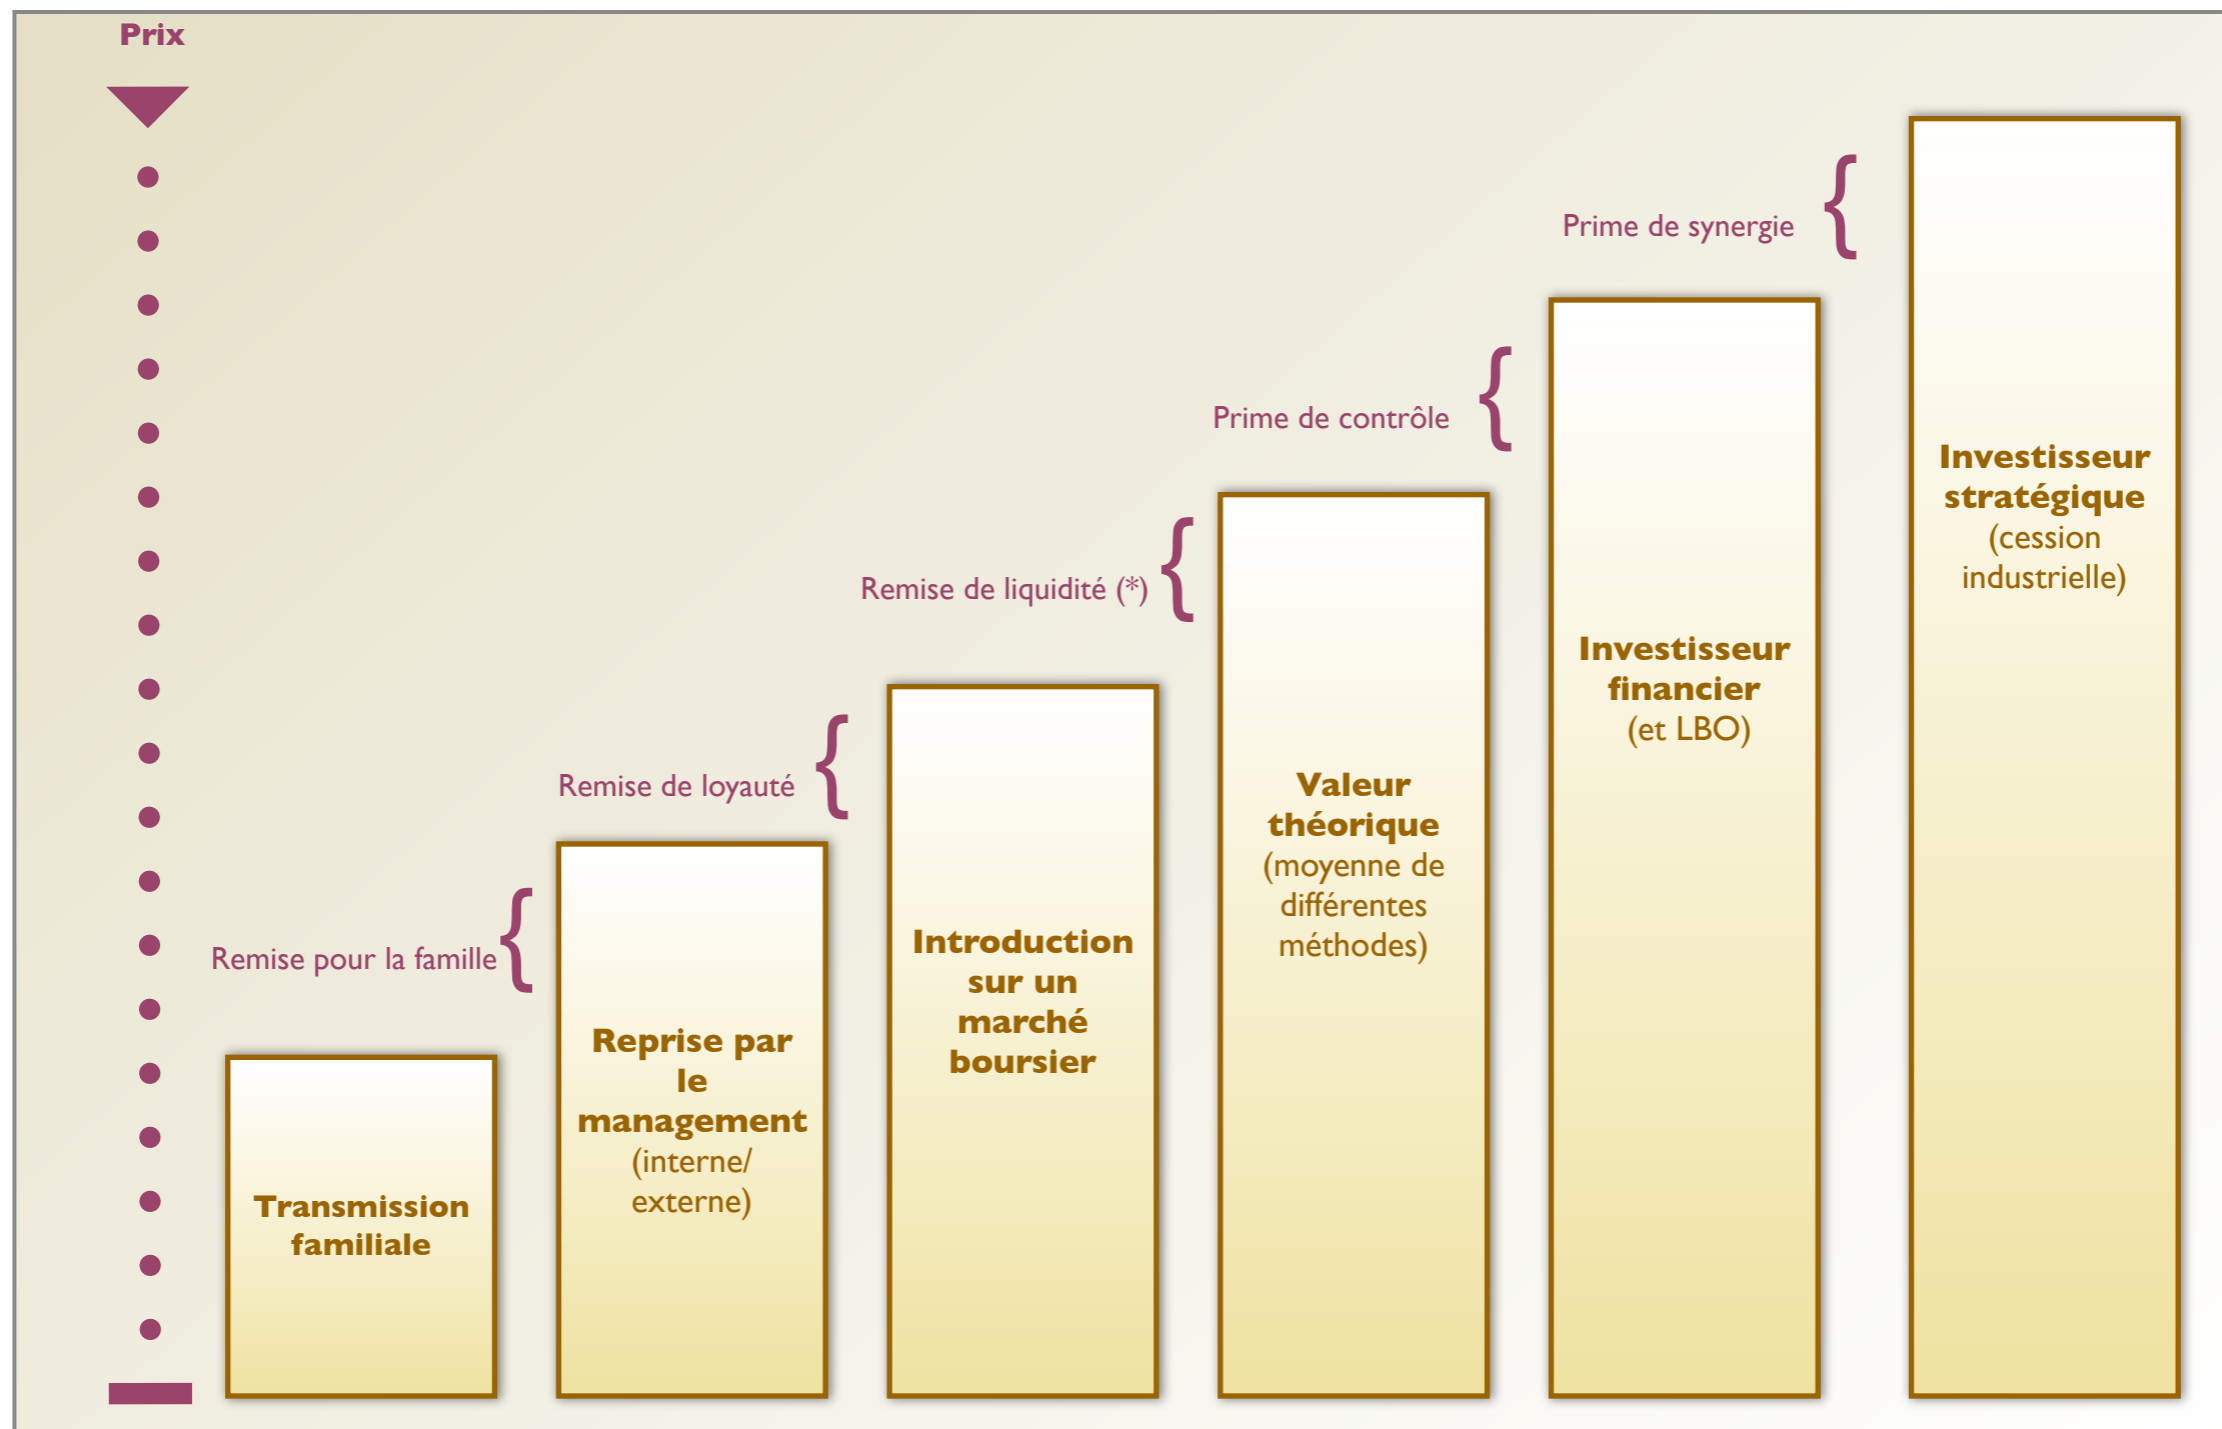 Prix
Prime de synergie
Prime de contrôle
Remise de liquidité (*)
Remise de loyauté
Remise pour la famille
Transmission
familiale
Reprise par
le
management
(interne/
externe)
Introduction
sur un
marché
boursier
Valeur
théorique
(moyenne de
différentes
méthodes)
Investisseur
financier
(et LBO)
Investisseur
stratégique
(cession
industrielle)